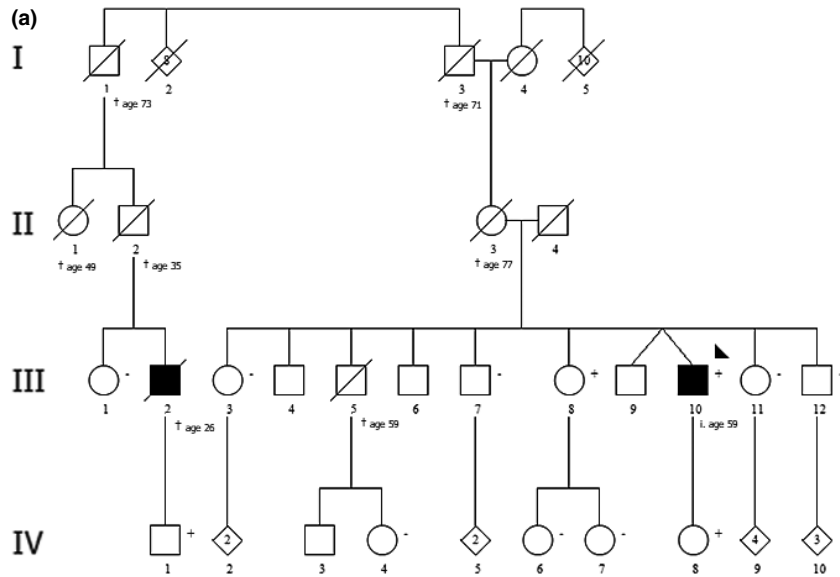 (a)
I
8
10
1 2 3 4 5
† age 73 † age 71
II
1 2 3 4
† age 49 † age 35 † age 77
III
- - - + + - -
1 2 3 4 5 6 7 8 9 10 11 12
† age 26 † age 59 i. age 59
IV
+ 2 - 2 - - + 4 3
1 2 3 4 5 6 7 8 9 10